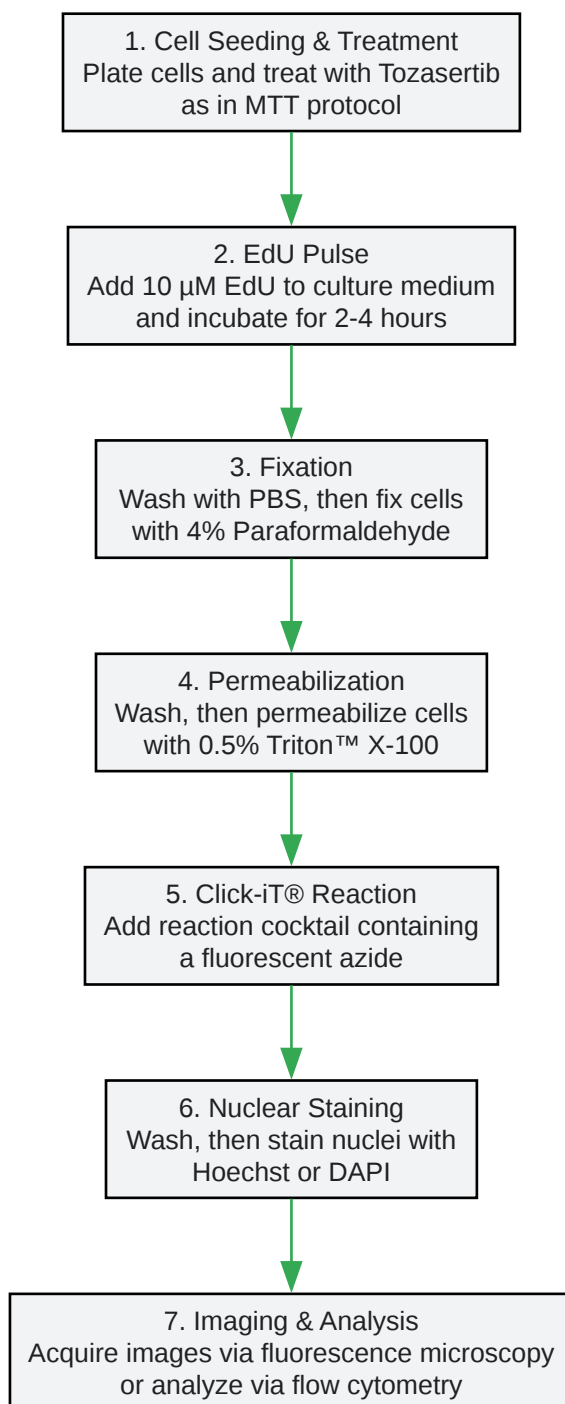 1. Cell Seeding & Treatment
Plate cells and treat with Tozasertib
as in MTT protocol
2. EdU Pulse
Add 10 µM EdU to culture medium
and incubate for 2-4 hours
3. Fixation
Wash with PBS, then fix cells
with 4% Paraformaldehyde
4. Permeabilization
Wash, then permeabilize cells
with 0.5% Triton™ X-100
5. Click-iT® Reaction
Add reaction cocktail containing
a fluorescent azide
6. Nuclear Staining
Wash, then stain nuclei with
Hoechst or DAPI
7. Imaging & Analysis
Acquire images via fluorescence microscopy
or analyze via flow cytometry